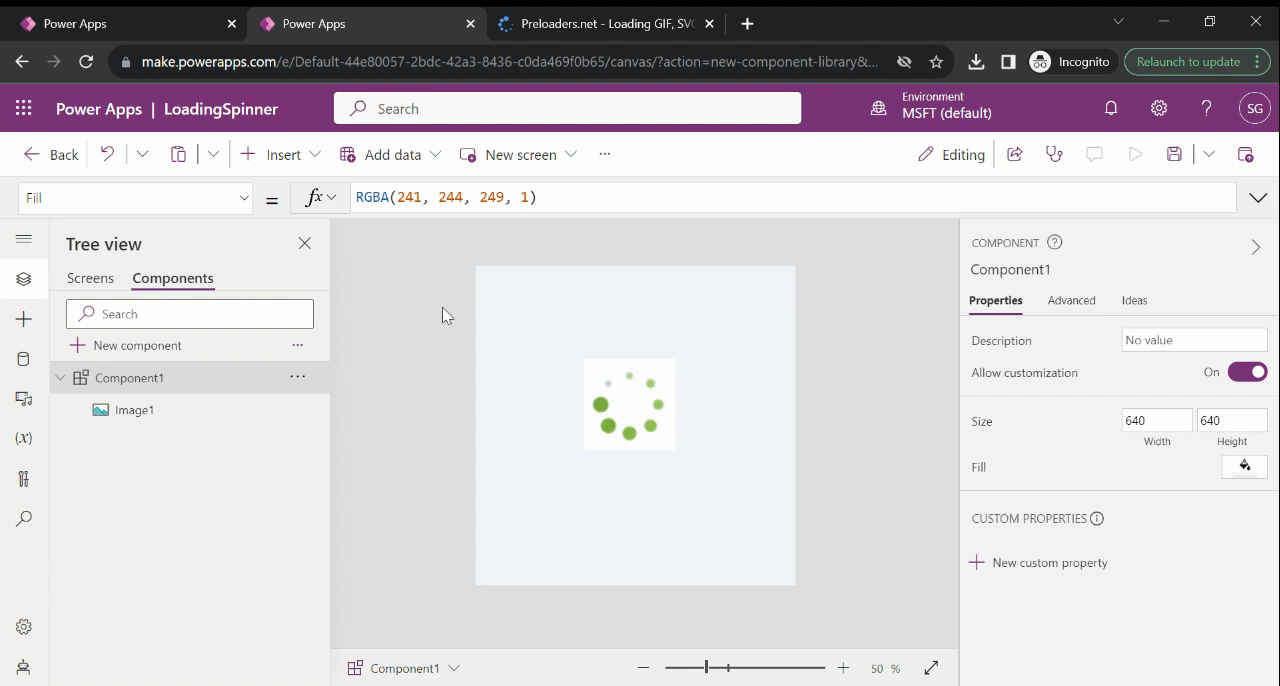 Power Apps
Power Apps
Preloaders.net - Loading GIF, SV
make.powerapps.com/e/Default-44e80057-2bdc-42a3-8436-c0da469f0b65/canvas/?action=new-component-library&...
Incognito
Relaunch to update
Power Apps | LoadingSpinner
Search
Environment
MSFT (default)
SG
Back
Insert
Add data
New screen
...
Editing
Fill
=
fx
RGBA(241, 244, 249, 1)
Tree view
Screens
Components
Search
New component
...
Component1
...
Image1
COMPONENT
Component1
Properties
Advanced
Ideas
Description
No value
Allow customization
On
Size
640
640
Width
Height
Fill
CUSTOM PROPERTIES
New custom property
Component1
50 %